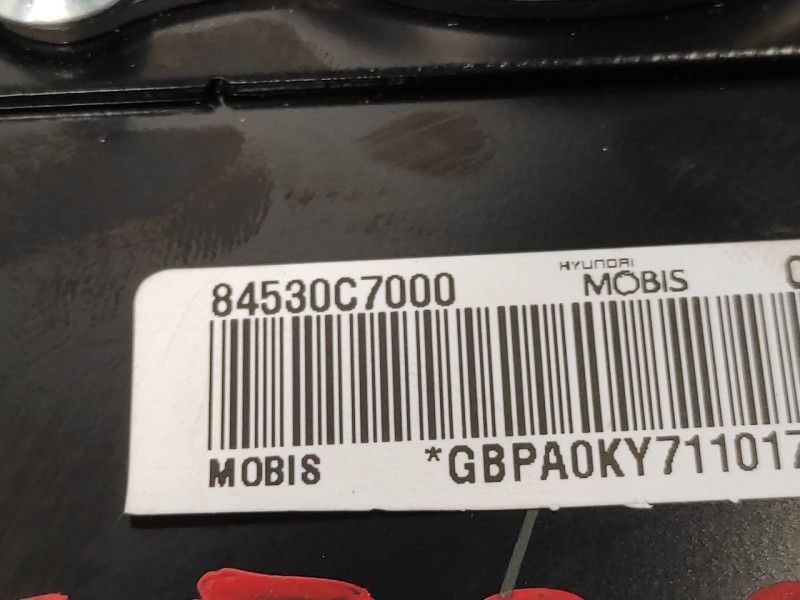 84530C7000
HYUNDAI
MOBIS
MOBIS
*GBPA0KY711017